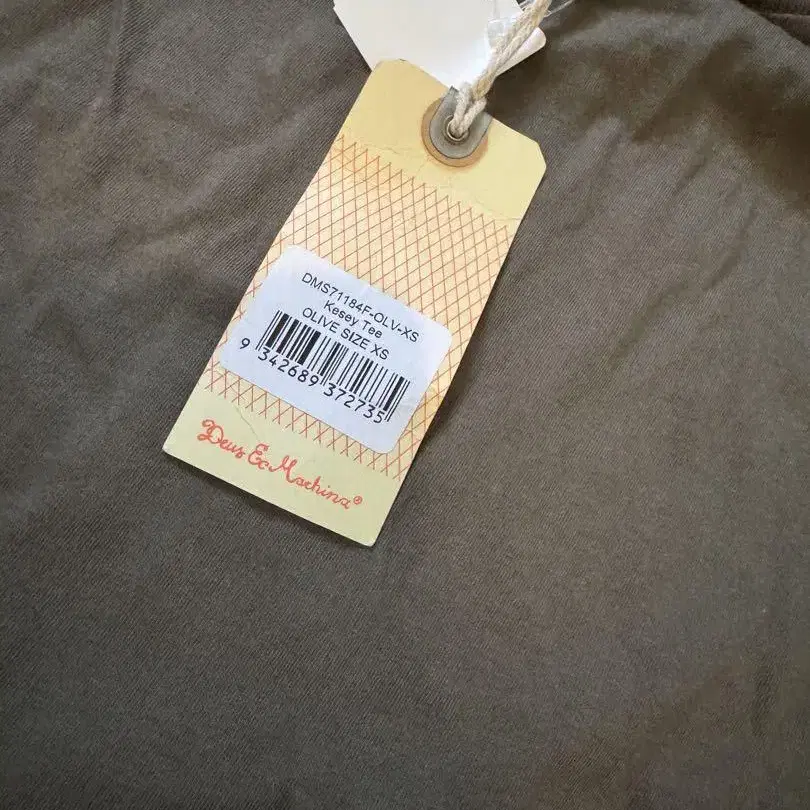 DMS71184F-OLV-XS
Kesey Tee
OLIVE SIZE XS
9 342689 372735
Deus Ex Machina®